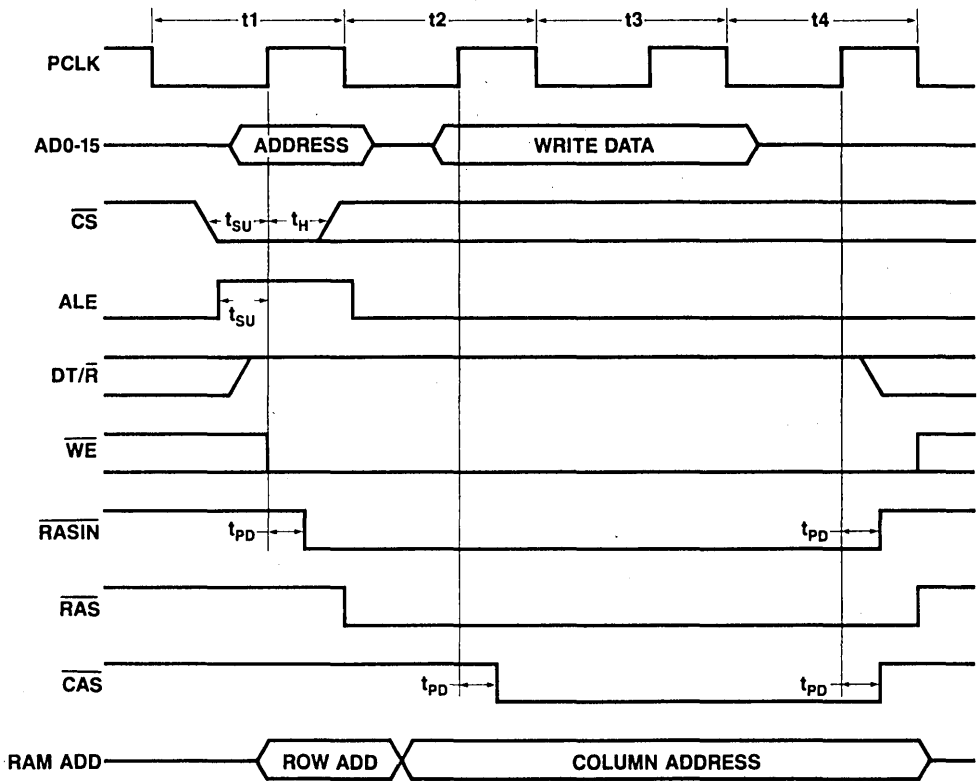 t1 t2 t3 t4
PCLK
AD0-15 ADDRESS WRITE DATA
CS tSU tH
ALE
tSU
DT/R
WE
RASIN tPD tPD
RAS
CAS tPD tPD
RAM ADD ROW ADD COLUMN ADDRESS